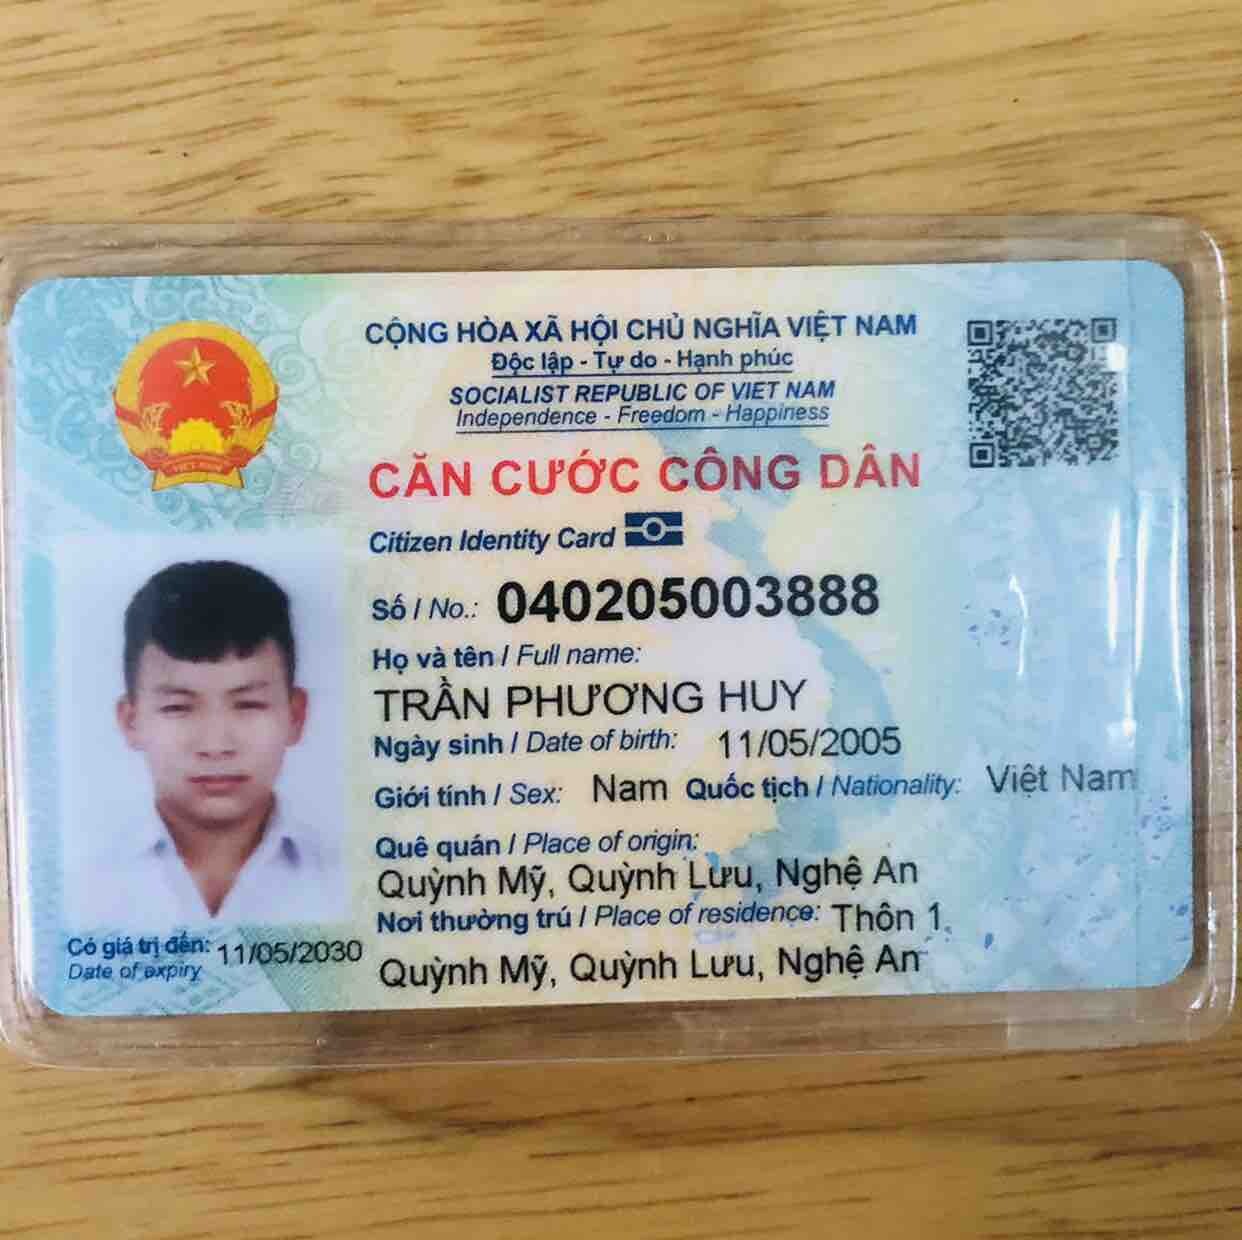 CỘNG HÒA XÃ HỘI CHỦ NGHĨA VIỆT NAM
Độc lập - Tự do - Hạnh phúc
SOCIALIST REPUBLIC OF VIET NAM
Independence - Freedom - Happiness
VIỆT NAM
CĂN CƯỚC CÔNG DÂN
Citizen Identity Card
Số / No.: 040205003888
Họ và tên / Full name:
TRẦN PHƯƠNG HUY
Ngày sinh / Date of birth: 11/05/2005
Giới tính / Sex: Nam Quốc tịch / Nationality: Việt Nam
Quê quán / Place of origin:
Quỳnh Mỹ, Quỳnh Lưu, Nghệ An
Nơi thường trú / Place of residence: Thôn 1,
Quỳnh Mỹ, Quỳnh Lưu, Nghệ An
Có giá trị đến: 11/05/2030
Date of expiry